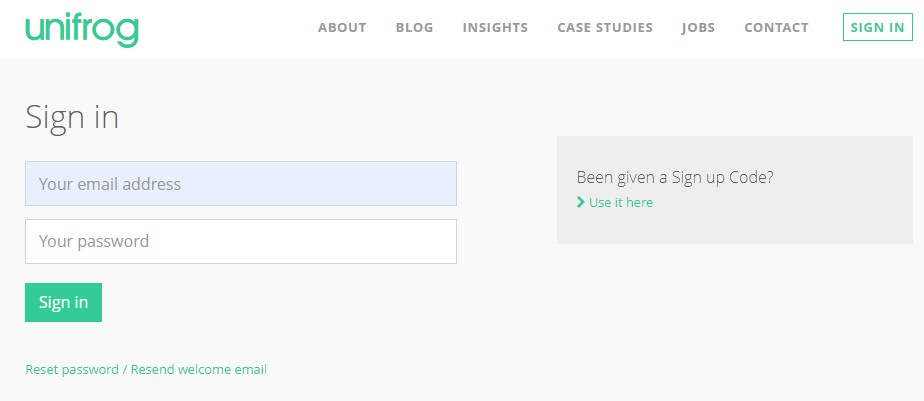 unifrog ABOUT BLOG INSIGHTS CASE STUDIES JOBS CONTACT SIGN IN
Sign in
Your email address
Your password
Sign in
Reset password / Resend welcome email
Been given a Sign up Code?
Use it here